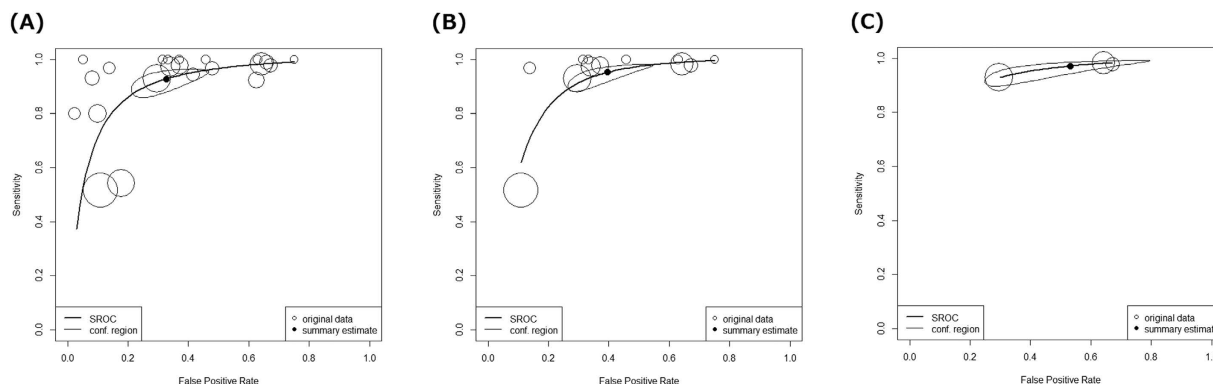 (A)
Sensitivity
1.0
0.8
0.6
0.4
0.2
0.0
SROC
conf. region
original data
summary estimate
0.0 0.2 0.4 0.6 0.8 1.0
False Positive Rate
(B)
Sensitivity
1.0
0.8
0.6
0.4
0.2
0.0
SROC
conf. region
original data
summary estimate
0.0 0.2 0.4 0.6 0.8 1.0
False Positive Rate
(C)
Sensitivity
1.0
0.8
0.6
0.4
0.2
0.0
SROC
conf. region
original data
summary estimate
0.0 0.2 0.4 0.6 0.8 1.0
False Positive Rate